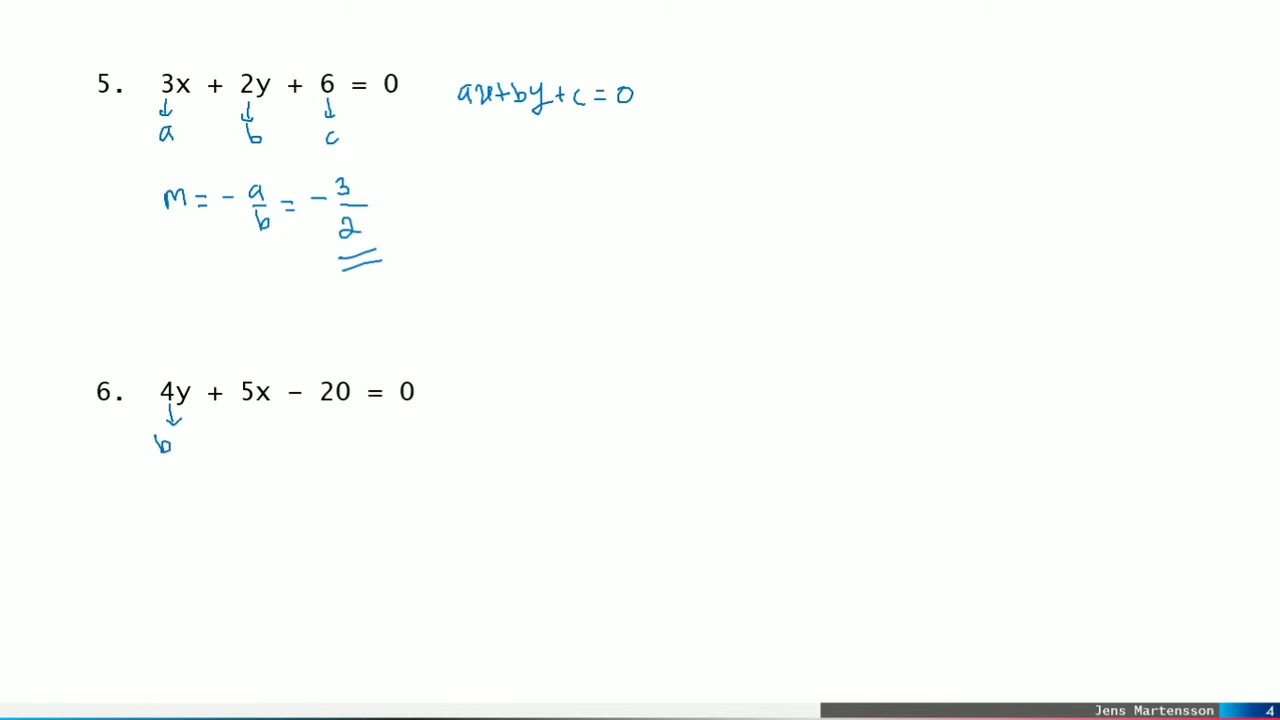 5. 3x + 2y + 6 = 0 ax+by+c=0
↓ ↓ ↓
a b c
m = - a/b = - 3/2
6. 4y + 5x - 20 = 0
↓
b
Jens Martensson 4